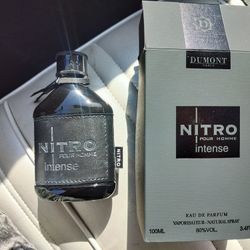 NITRO
POUR HOMME
intense
NITRO
D
DUMONT
PARIS
NITRO
POUR HOMME
intense
EAU DE PARFUM
VAPORISATEUR-NATURAL SPRAY
100ML 80%VOL. 3.4